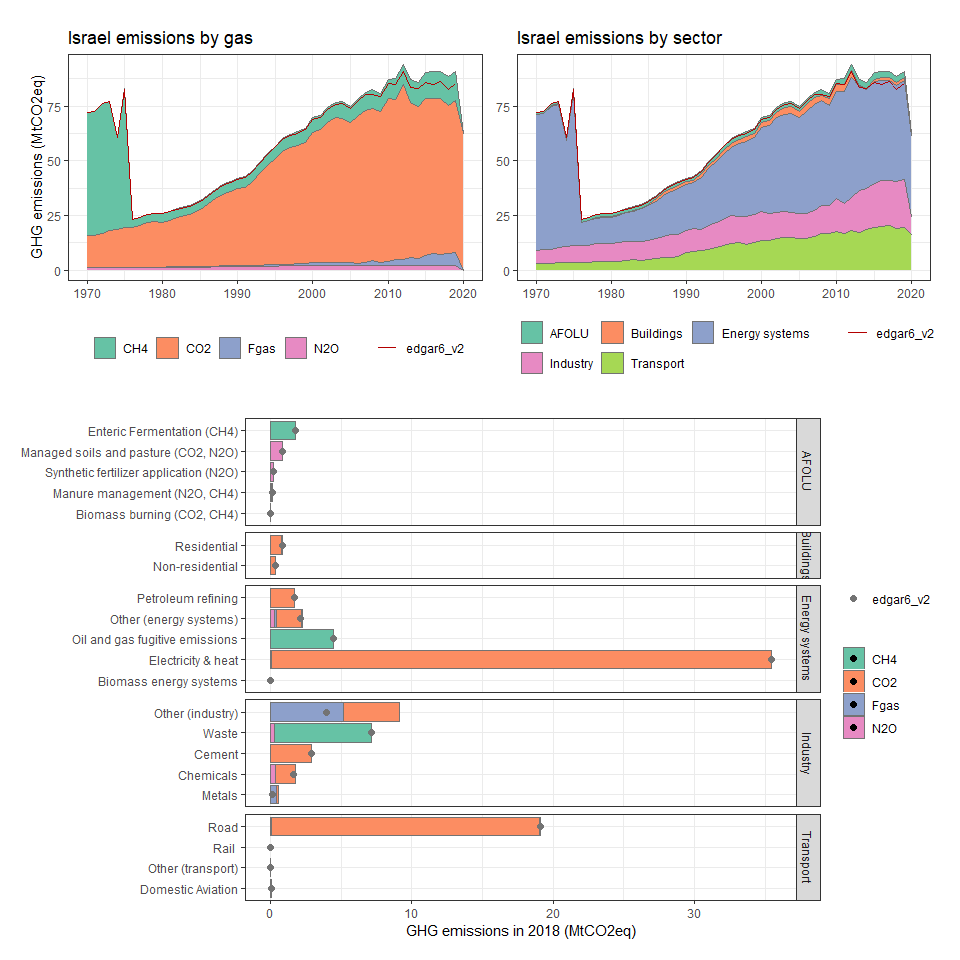 Israel emissions by gas
GHG emissions (MtCO2eq)
75
50
25
0
1970
1980
1990
2000
2010
2020
CH4
CO2
Fgas
N2O
edgar6_v2
Israel emissions by sector
75
50
25
0
1970
1980
1990
2000
2010
2020
AFOLU
Buildings
Energy systems
edgar6_v2
Industry
Transport
Enteric Fermentation (CH4)
Managed soils and pasture (CO2, N2O)
Synthetic fertilizer application (N2O)
Manure management (N2O, CH4)
Biomass burning (CO2, CH4)
AFOLU
Residential
Non-residential
Buildings
Petroleum refining
Other (energy systems)
Oil and gas fugitive emissions
Electricity & heat
Biomass energy systems
Energy systems
Other (industry)
Waste
Cement
Chemicals
Metals
Industry
Road
Rail
Other (transport)
Domestic Aviation
Transport
0
10
20
30
GHG emissions in 2018 (MtCO2eq)
edgar6_v2
CH4
CO2
Fgas
N2O